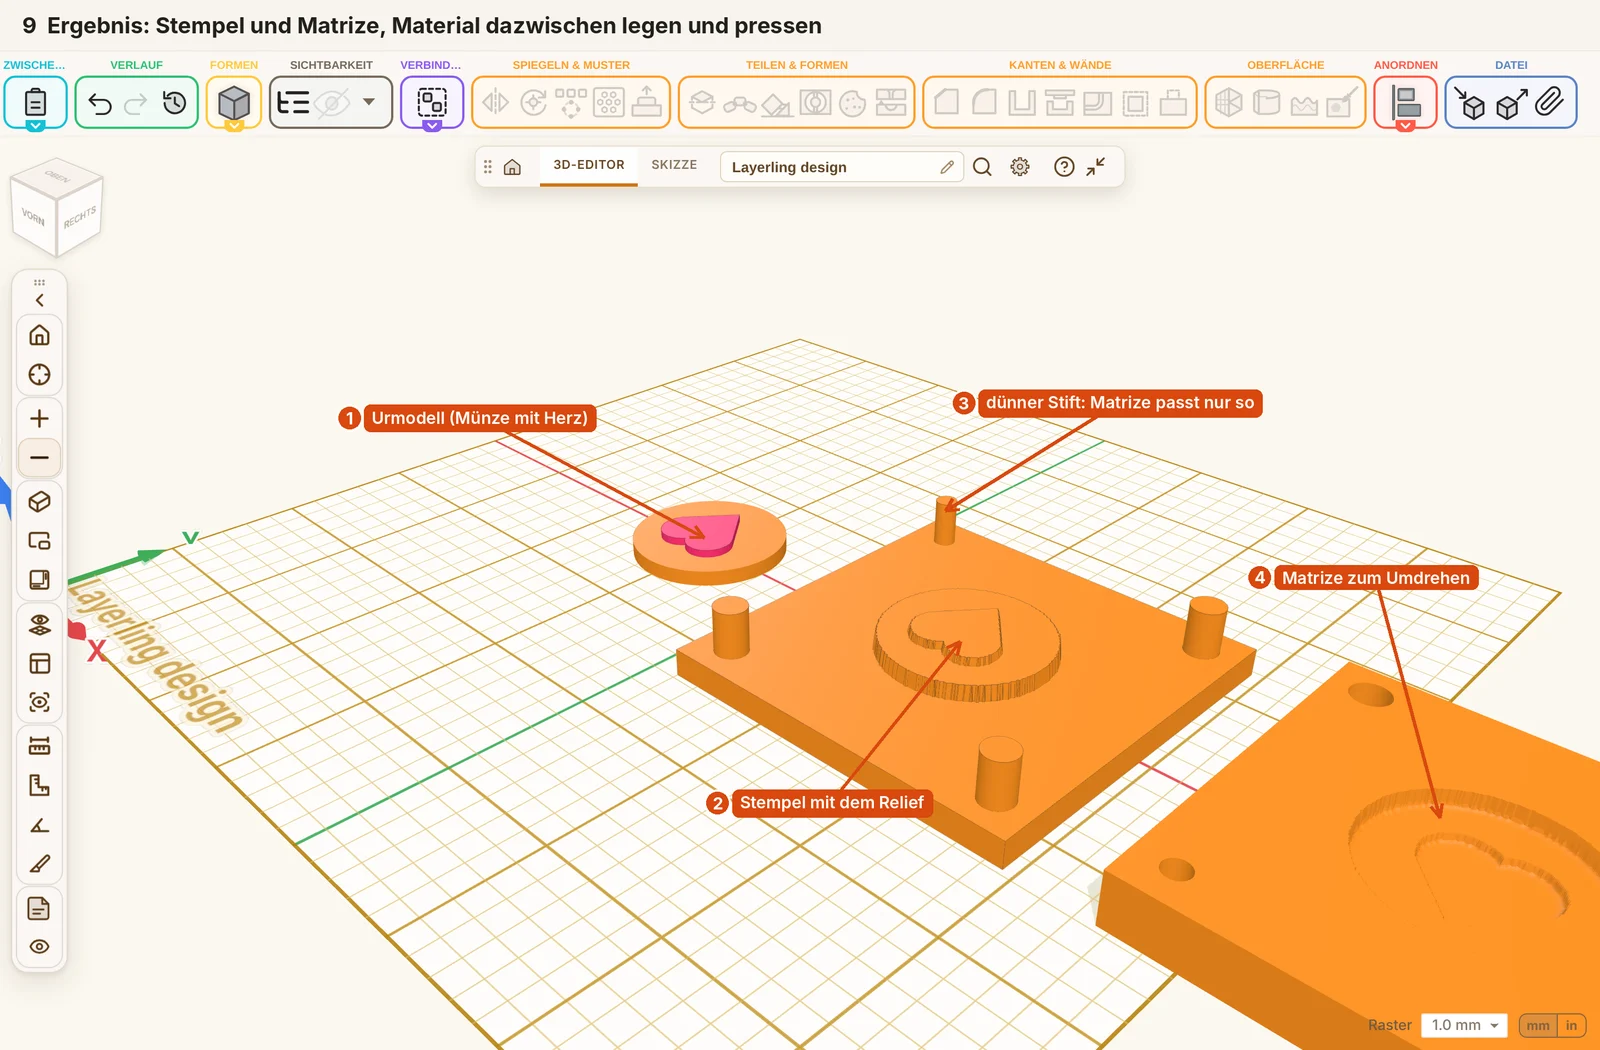 9 Ergebnis: Stempel und Matrize, Material dazwischen legen und pressen
ZWISCHE... VERLAUF FORMEN SICHTBARKEIT VERBIND... SPIEGELN & MUSTER TEILEN & FORMEN KANTEN & WÄNDE OBERFLÄCHE ANORDNEN DATEI
3D-EDITOR SKIZZE Layerling design
OBEN
VORN RECHTS
3 dünner Stift: Matrize passt nur so
1 Urmodell (Münze mit Herz)
Y
4 Matrize zum Umdrehen
X
Layerling design
2 Stempel mit dem Relief
Raster 1.0 mm mm in